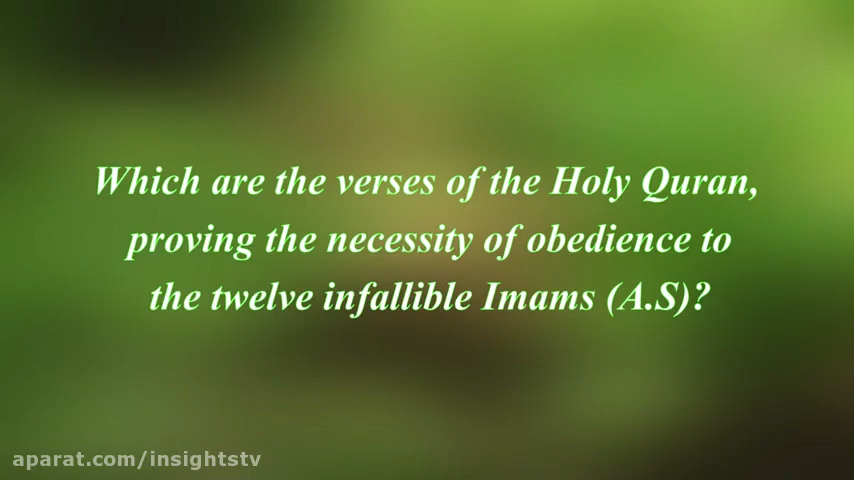 Which are the verses of the Holy Quran,
proving the necessity of obedience to
the twelve infallible Imams (A.S)?
aparat.com/insightstv